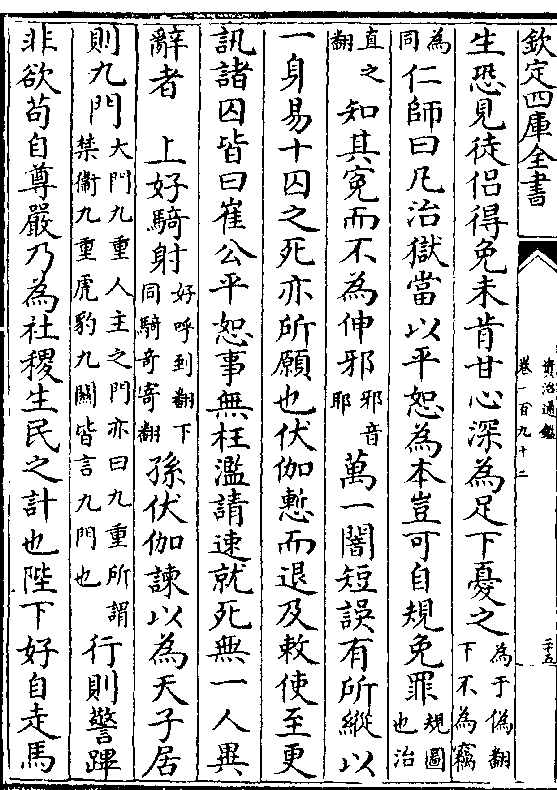 欽定四庫全書
資治通鑑
卷一百九十二
二十五
生恐見徒侶得免未肯甘心深為足下憂之為于偽翻下不為竊
為同仁師曰凡治獄當以平恕為本豈可自規免罪規圖也治
直之翻知其寃而不為伸邪邪音耶萬一闇短誤有所縱以
一身易十囚之死亦所願也伏伽慙而退及敕使至更
訊諸囚皆曰崔公平恕事無枉濫請速就死無一人異
辭者 上好騎射好呼到翻下同騎奇寄翻孫伏伽諫以為天子居
則九門大門九重人主之門亦曰九重所謂禁衞九重虎豹九關皆言九門也行則警蹕
非欲苟自尊嚴乃為社稷生民之計也陛下好自走馬